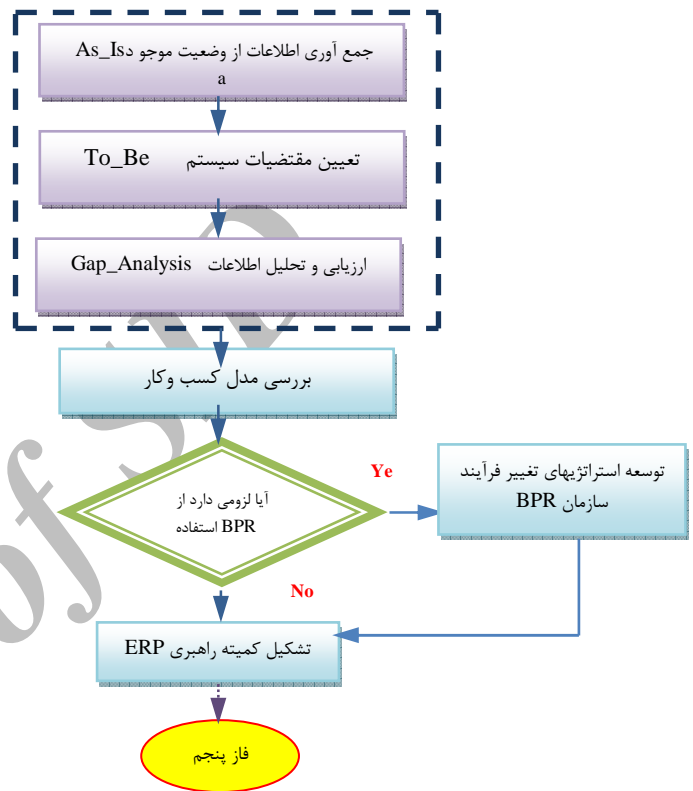 جمع آوری اطلاعات از وضعیت موجو دAs_Is
a
تعیین مقتضیات سیستم To_Be
ارزیابی و تحلیل اطلاعات Gap_Analysis
بررسی مدل کسب وکار
آیا لزومی دارد از
BPR استفاده
Ye
توسعه استراتژیهای تغییر فرآیند
سازمان BPR
No
تشکیل کمیته راهبری ERP
فاز پنجم
of SID